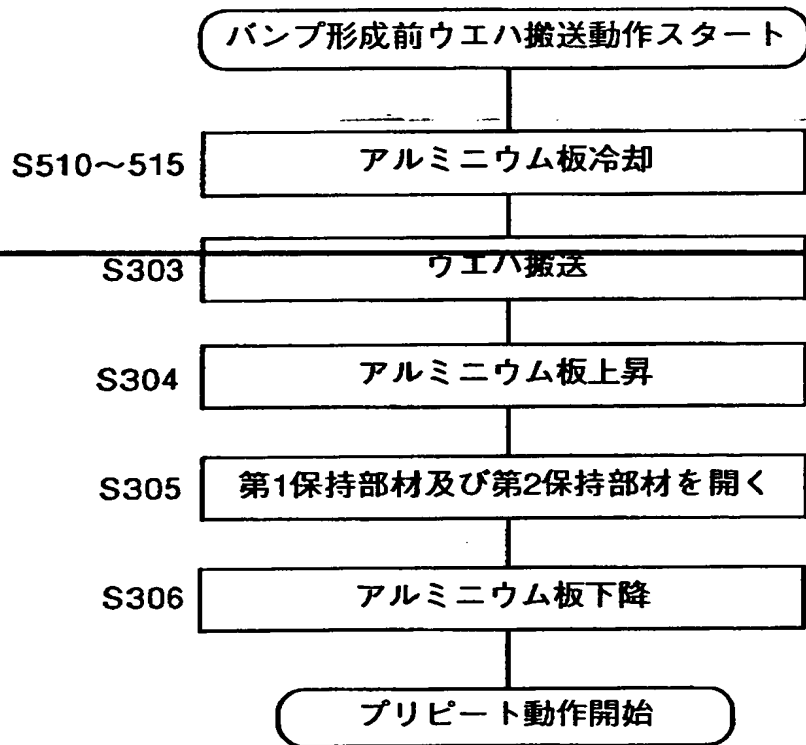 バンプ形成前ウエハ搬送動作スタート
S510～515 アルミニウム板冷却
S303 ウエハ搬送
S304 アルミニウム板上昇
S305 第1保持部材及び第2保持部材を開く
S306 アルミニウム板下降
プリピート動作開始